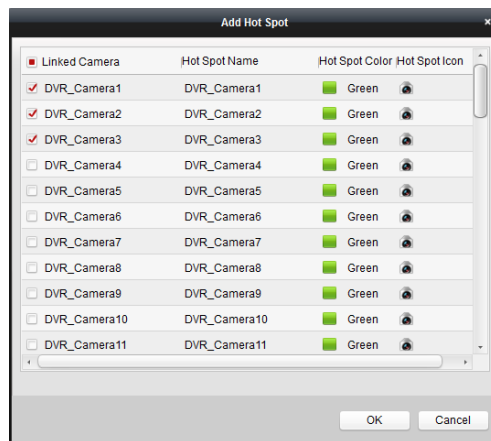 Add Hot Spot
Linked Camera Hot Spot Name Hot Spot Color Hot Spot Icon
DVR_Camera1 DVR_Camera1 Green
DVR_Camera2 DVR_Camera2 Green
DVR_Camera3 DVR_Camera3 Green
DVR_Camera4 DVR_Camera4 Green
DVR_Camera5 DVR_Camera5 Green
DVR_Camera6 DVR_Camera6 Green
DVR_Camera7 DVR_Camera7 Green
DVR_Camera8 DVR_Camera8 Green
DVR_Camera9 DVR_Camera9 Green
DVR_Camera10 DVR_Camera10 Green
DVR_Camera11 DVR_Camera11 Green
OK Cancel